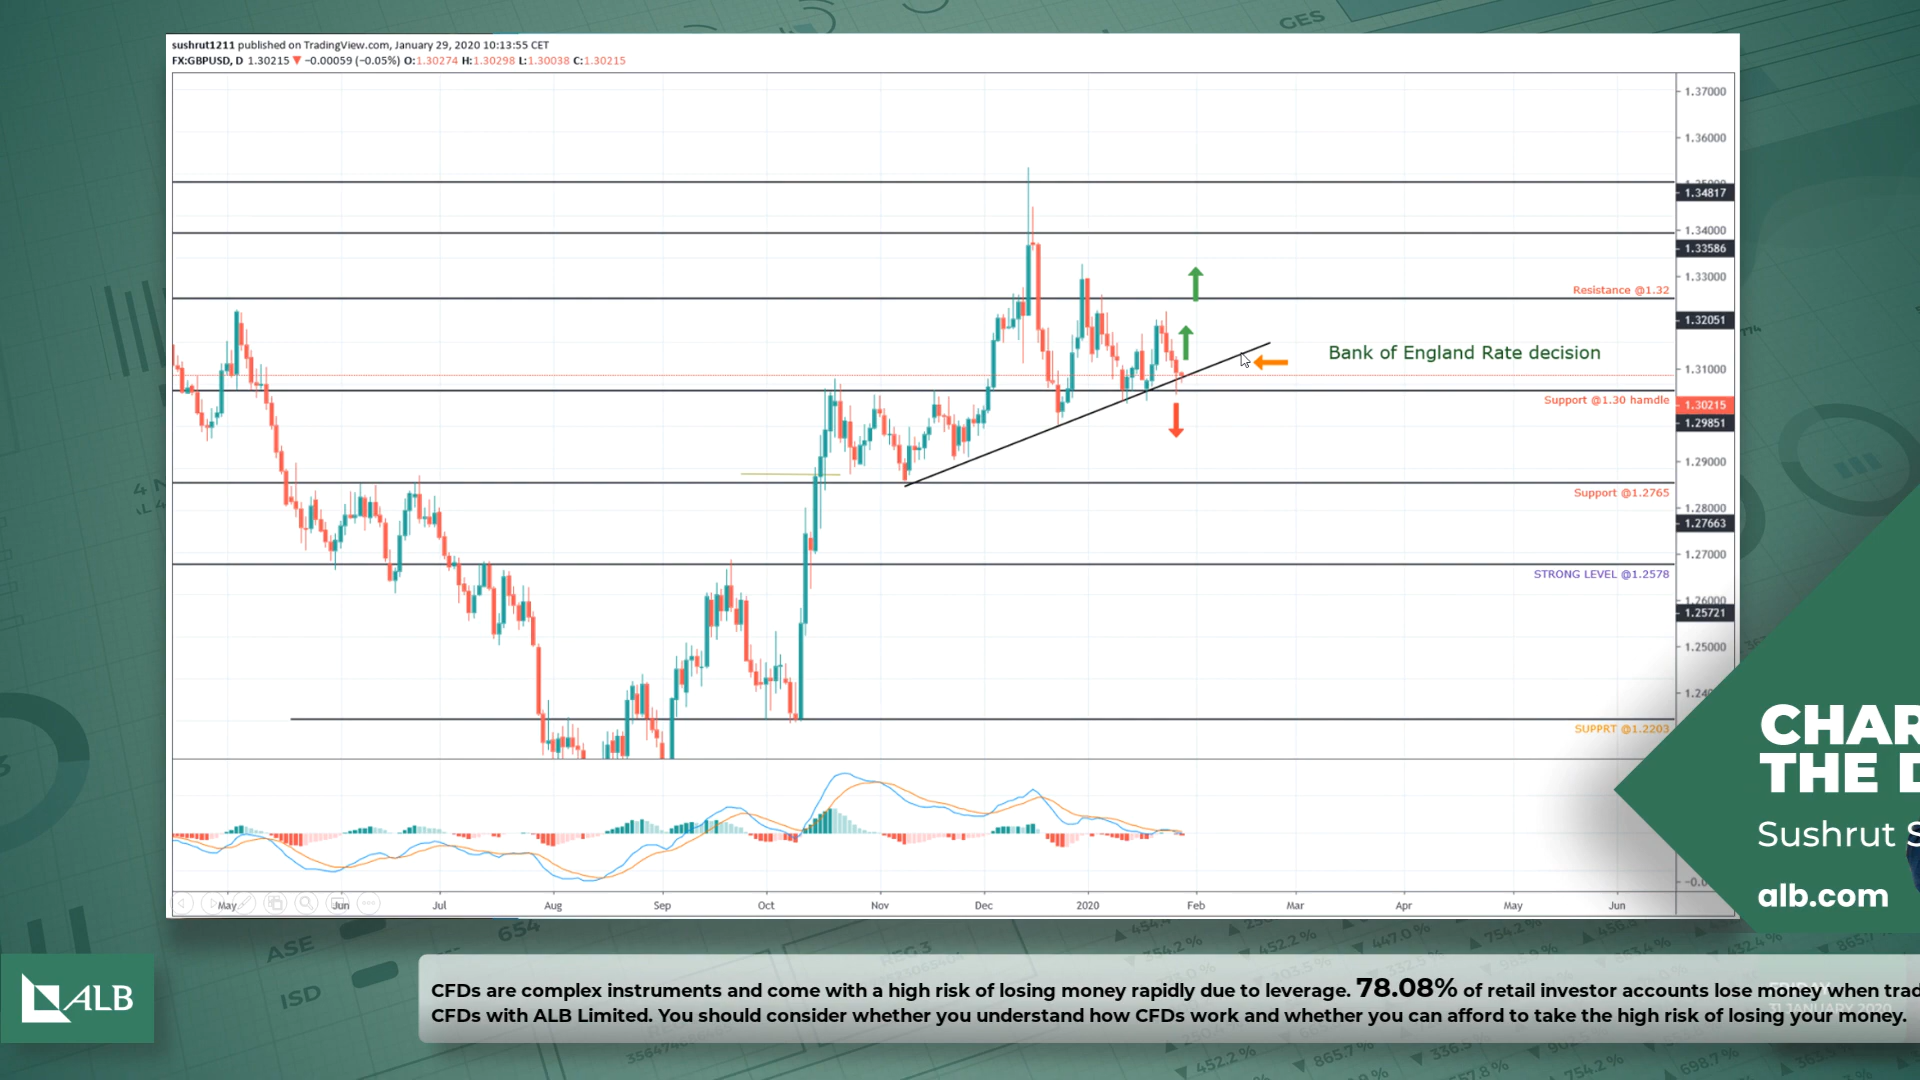 sushrut1211 published on TradingView.com, January 29, 2020 10:13:55 CET
FX:GBPUSD, D 1.30215 ▼ −0.00059 (−0.05%) O:1.30274 H:1.30298 L:1.30038 C:1.30215
1.37000
1.36000
1.34817
1.34000
1.33586
1.33000
Resistance @1.32
1.32051
Bank of England Rate decision
1.31000
Support @1.30 hamdle
1.30215
1.29851
1.29000
Support @1.2765
1.28000
1.27663
1.27000
STRONG LEVEL @1.2578
1.26000
1.25721
1.25000
SUPPRT @1.2203
May
Jun
Jul
Aug
Sep
Oct
Nov
Dec
2020
Feb
Mar
Apr
May
Jun
CHAR
THE D
Sushrut S
alb.com
ALB
CFDs are complex instruments and come with a high risk of losing money rapidly due to leverage. 78.08% of retail investor accounts lose money when trad
CFDs with ALB Limited. You should consider whether you understand how CFDs work and whether you can afford to take the high risk of losing your money.
GES
ASE
654
ISD